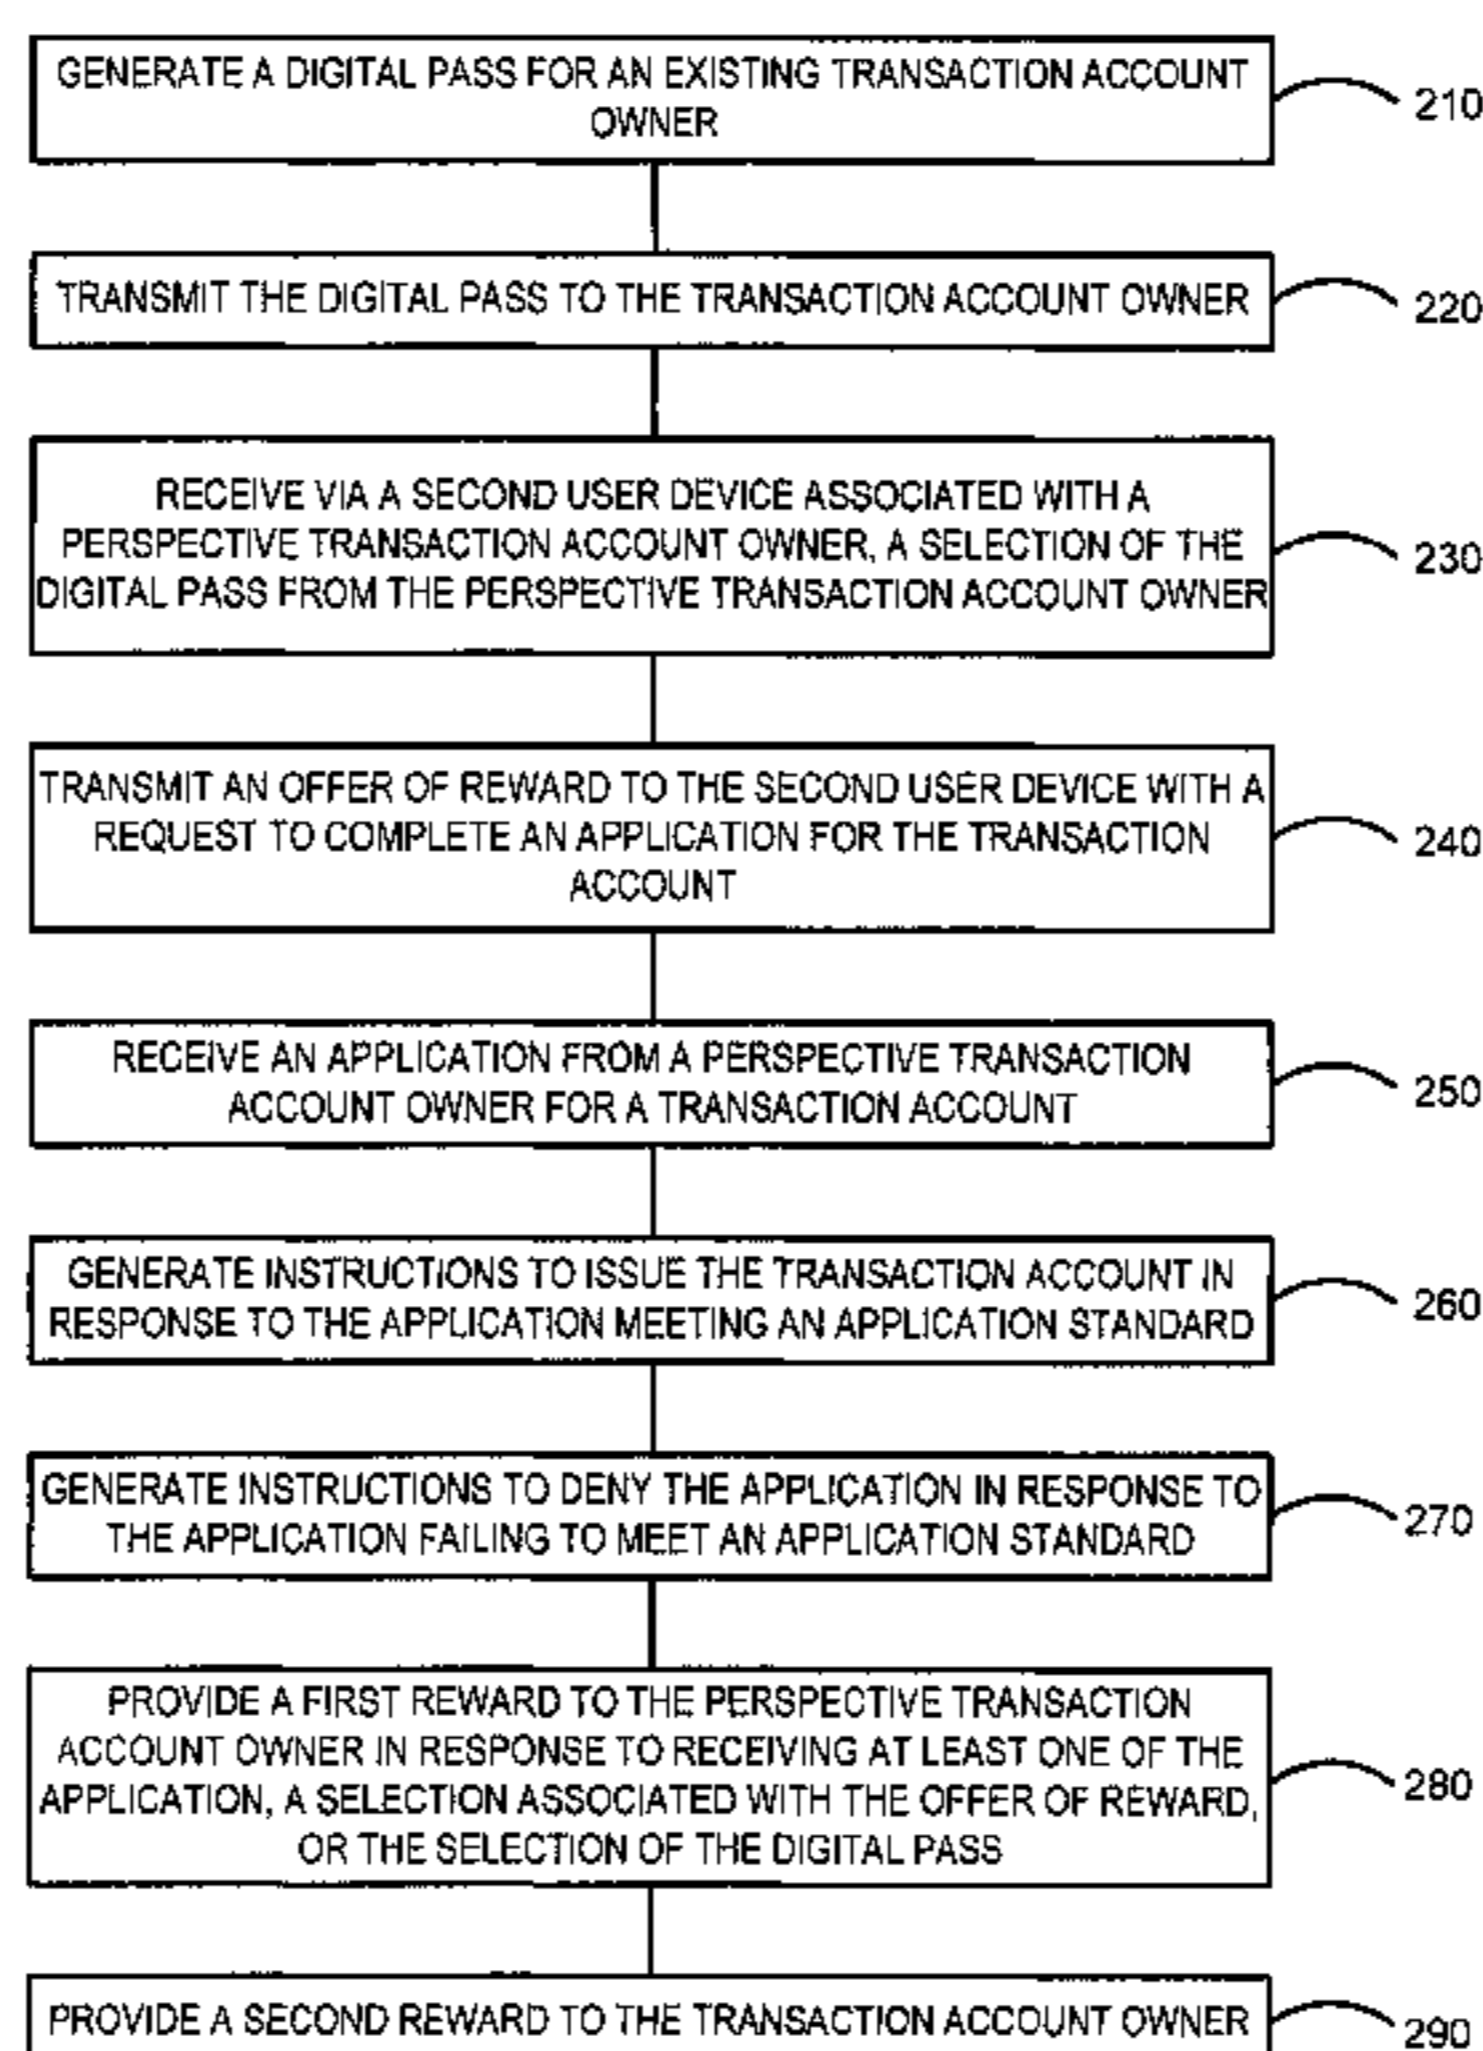 GENERATE A DIGITAL PASS FOR AN EXISTING TRANSACTION ACCOUNT
OWNER
210
TRANSMIT THE DIGITAL PASS TO THE TRANSACTION ACCOUNT OWNER
220
RECEIVE VIA A SECOND USER DEVICE ASSOCIATED WITH A
PERSPECTIVE TRANSACTION ACCOUNT OWNER, A SELECTION OF THE
DIGITAL PASS FROM THE PERSPECTIVE TRANSACTION ACCOUNT OWNER
230
TRANSMIT AN OFFER OF REWARD TO THE SECOND USER DEVICE WITH A
REQUEST TO COMPLETE AN APPLICATION FOR THE TRANSACTION
ACCOUNT
240
RECEIVE AN APPLICATION FROM A PERSPECTIVE TRANSACTION
ACCOUNT OWNER FOR A TRANSACTION ACCOUNT
250
GENERATE INSTRUCTIONS TO ISSUE THE TRANSACTION ACCOUNT IN
RESPONSE TO THE APPLICATION MEETING AN APPLICATION STANDARD
260
GENERATE INSTRUCTIONS TO DENY THE APPLICATION IN RESPONSE TO
THE APPLICATION FAILING TO MEET AN APPLICATION STANDARD
270
PROVIDE A FIRST REWARD TO THE PERSPECTIVE TRANSACTION
ACCOUNT OWNER IN RESPONSE TO RECEIVING AT LEAST ONE OF THE
APPLICATION, A SELECTION ASSOCIATED WITH THE OFFER OF REWARD,
OR THE SELECTION OF THE DIGITAL PASS
280
PROVIDE A SECOND REWARD TO THE TRANSACTION ACCOUNT OWNER
290